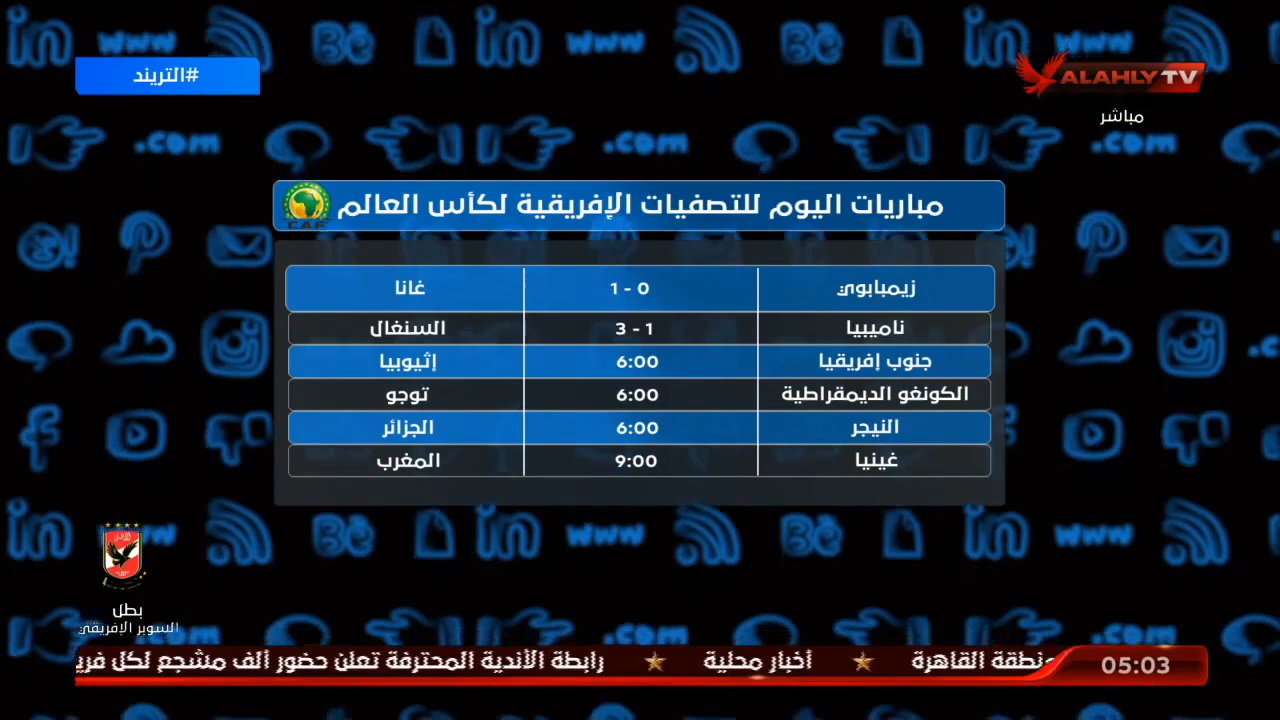 #التريند
ALAHLY TV
مباشر
مباريات اليوم للتصفيات الإفريقية لكأس العالم
CAF
زيمبابوي 1 - 0 غانا
ناميبيا 3 - 1 السنغال
جنوب إفريقيا 6:00 إثيوبيا
الكونغو الديمقراطية 6:00 توجو
النيجر 6:00 الجزائر
غينيا 9:00 المغرب
بطل
السوبر الإفريقي
05:03 منطقة القاهرة ★ أخبار محلية ★ رابطة الأندية المحترفة تعلن حضور ألف مشجع لكل